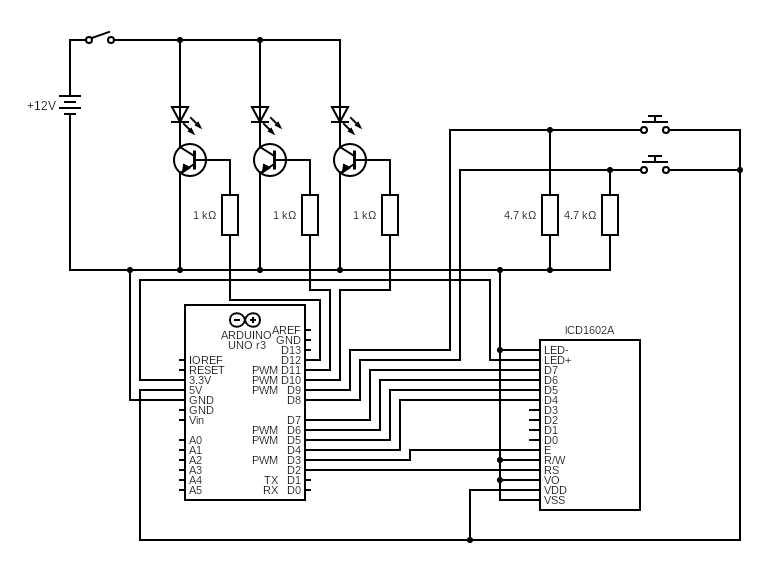 +12V
1 kΩ
1 kΩ
1 kΩ
4.7 kΩ
4.7 kΩ
ARDUINO
UNO r3
AREF
GND
D13
IOREF D12
RESET PWM D11
3.3V PWM D10
5V PWM D9
GND D8
GND
Vin D7
PWM D6
A0 PWM D5
A1 D4
A2 PWM D3
A3 D2
A4 TX D1
A5 RX D0
lCD1602A
LED-
LED+
D7
D6
D5
D4
D3
D2
D1
D0
E
R/W
RS
VO
VDD
VSS